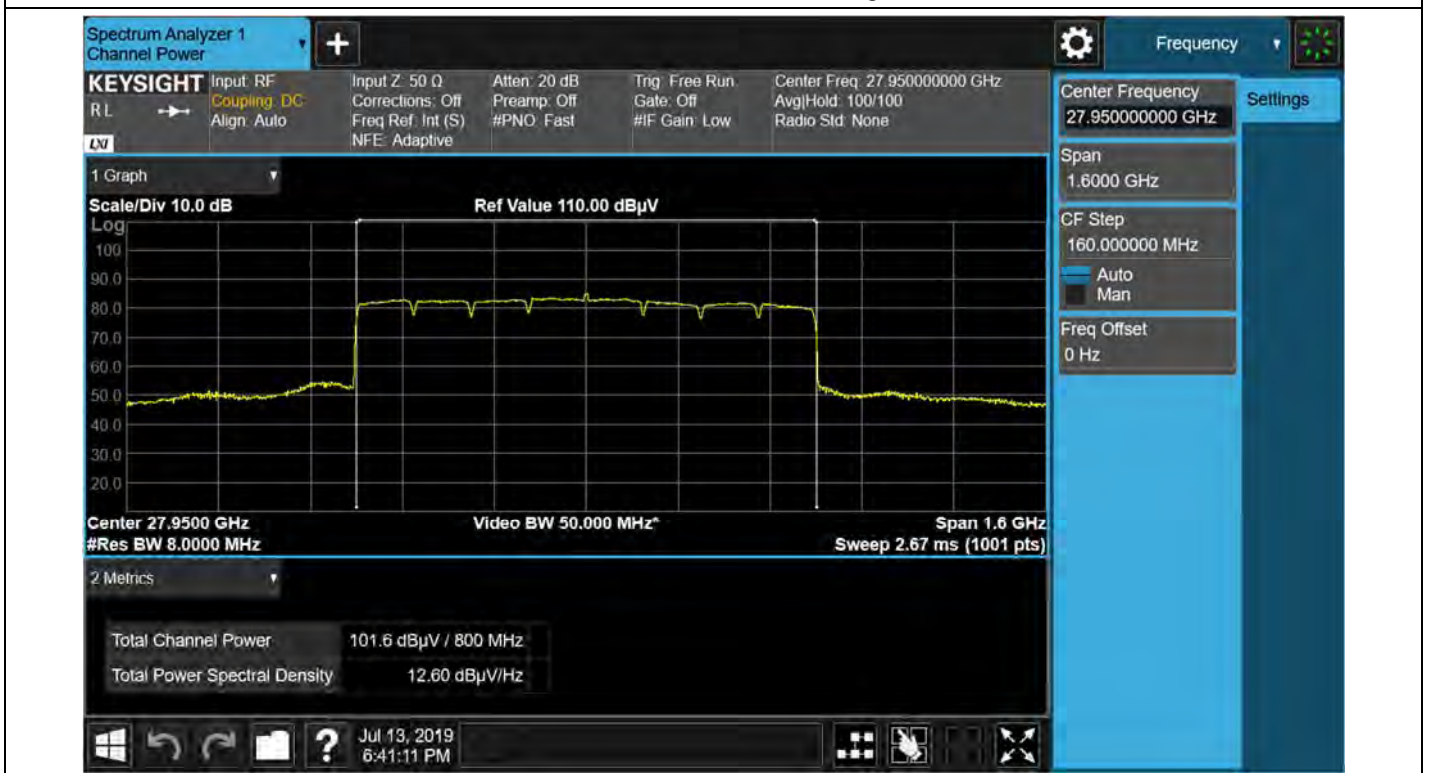 Spectrum Analyzer 1
Channel Power
+
Frequency
KEYSIGHT
R L
LXI
Input: RF
Coupling: DC
Align: Auto
Input Z: 50 Ω
Corrections: Off
Freq Ref: Int (S)
NFE: Adaptive
Atten: 20 dB
Preamp: Off
#PNO: Fast
Trig: Free Run
Gate: Off
#IF Gain: Low
Center Freq: 27.950000000 GHz
Avg|Hold: 100/100
Radio Std: None
Center Frequency
27.950000000 GHz
Settings
Span
1.6000 GHz
CF Step
160.000000 MHz
Auto
Man
Freq Offset
0 Hz
1 Graph
Scale/Div 10.0 dB
Ref Value 110.00 dBµV
Log
100
90.0
80.0
70.0
60.0
50.0
40.0
30.0
20.0
Center 27.9500 GHz
Video BW 50.000 MHz*
Span 1.6 GHz
#Res BW 8.0000 MHz
Sweep 2.67 ms (1001 pts)
2 Metrics
Total Channel Power 101.6 dBµV / 800 MHz
Total Power Spectral Density 12.60 dBµV/Hz
?
Jul 13, 2019
6:41:11 PM